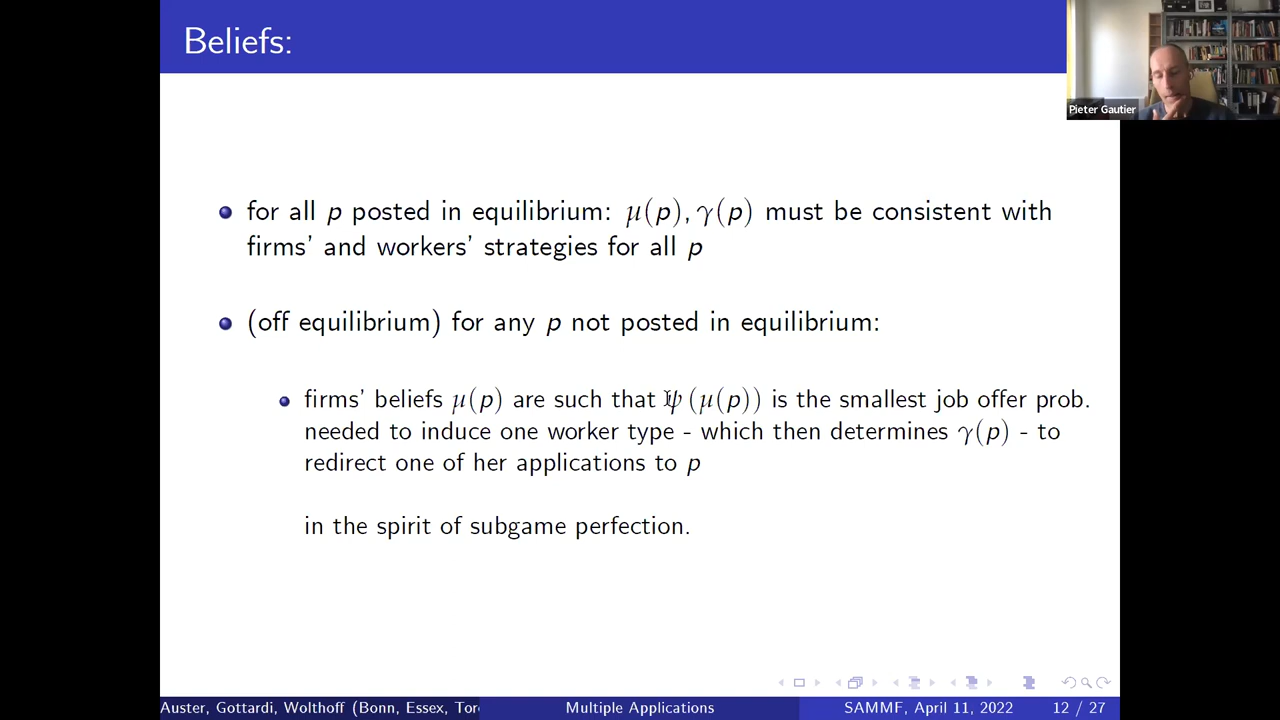 Beliefs:
Pieter Gautier
for all p posted in equilibrium: μ(p), γ(p) must be consistent with
firms' and workers' strategies for all p
(off equilibrium) for any p not posted in equilibrium:
firms' beliefs μ(p) are such that ψ (μ(p)) is the smallest job offer prob.
needed to induce one worker type - which then determines γ(p) - to
redirect one of her applications to p
in the spirit of subgame perfection.
Auster, Gottardi, Wolthoff (Bonn, Essex, Tor
Multiple Applications
SAMMF, April 11, 2022
12 / 27